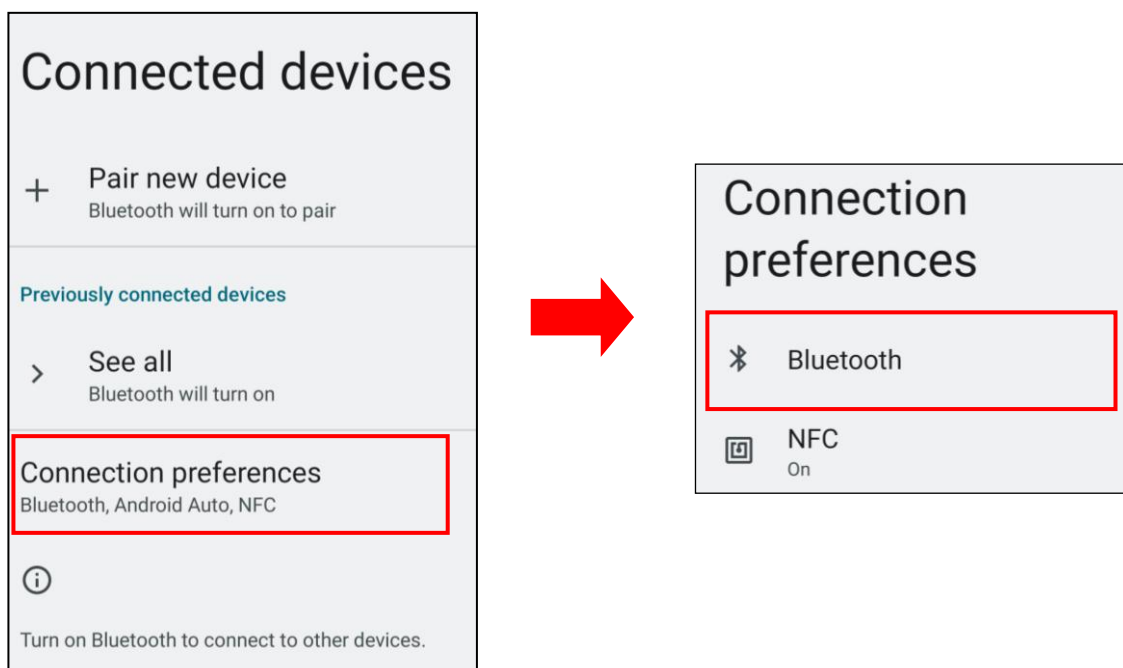 Connected devices
Pair new device
Bluetooth will turn on to pair
Previously connected devices
See all
Bluetooth will turn on
Connection preferences
Bluetooth, Android Auto, NFC
Turn on Bluetooth to connect to other devices.
Connection
preferences
Bluetooth
NFC
On